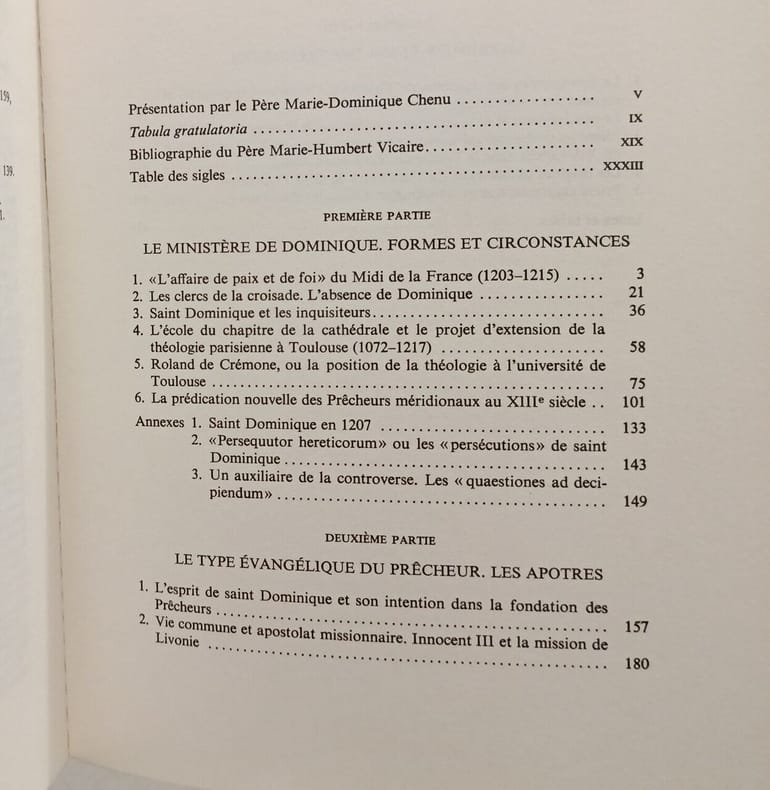 159,
139.
1.
Présentation par le Père Marie-Dominique Chenu .................. V
Tabula gratulatoria .................. IX
Bibliographie du Père Marie-Humbert Vicaire .................. XIX
Table des sigles .................. XXXIII
PREMIÈRE PARTIE
LE MINISTÈRE DE DOMINIQUE. FORMES ET CIRCONSTANCES
1. «L'affaire de paix et de foi» du Midi de la France (1203–1215) ..... 3
2. Les clercs de la croisade. L'absence de Dominique ................ 21
3. Saint Dominique et les inquisiteurs .................. 36
4. L'école du chapitre de la cathédrale et le projet d'extension de la
théologie parisienne à Toulouse (1072–1217) .................. 58
5. Roland de Crémone, ou la position de la théologie à l'université de
Toulouse .................. 75
6. La prédication nouvelle des Prêcheurs méridionaux au XIIIe siècle .. 101
Annexes 1. Saint Dominique en 1207 .................. 133
2. «Persequutor hereticorum» ou les «persécutions» de saint
Dominique .................. 143
3. Un auxiliaire de la controverse. Les «quaestiones ad deci-
piendum» .................. 149
DEUXIÈME PARTIE
LE TYPE ÉVANGÉLIQUE DU PRÊCHEUR. LES APOTRES
1. L'esprit de saint Dominique et son intention dans la fondation des
Prêcheurs .................. 157
2. Vie commune et apostolat missionnaire. Innocent III et la mission de
Livonie .................. 180